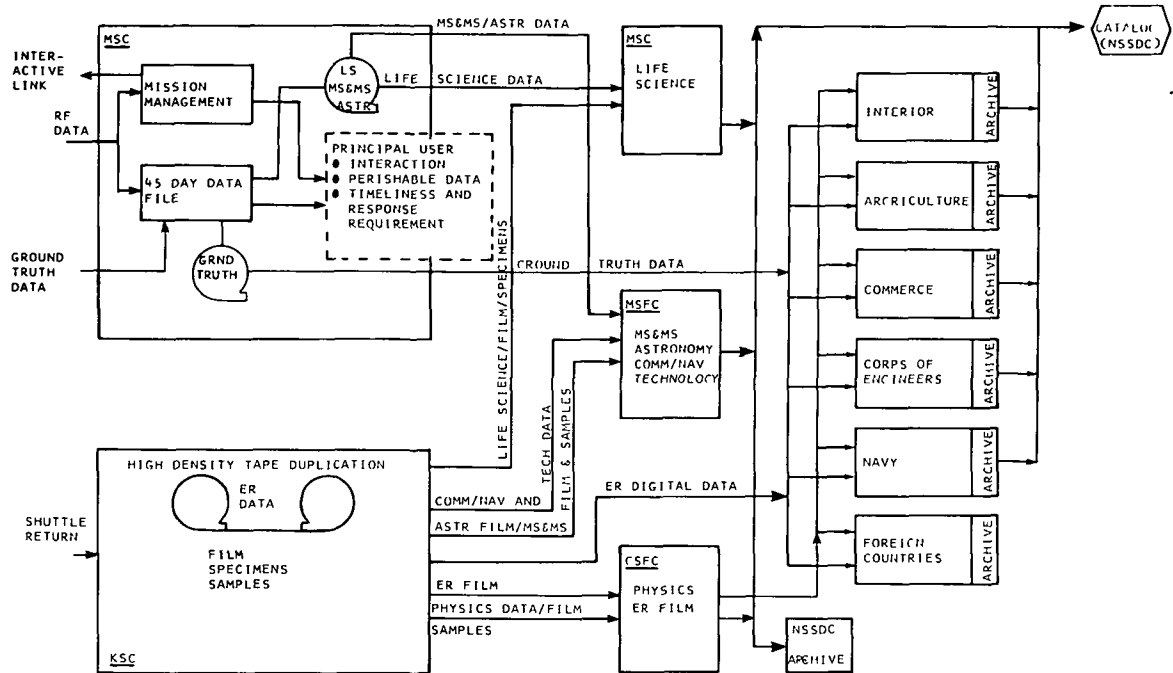 MS&MS/ASTR DATA
CATALOG
(NSSDC)
MSC
INTER-
ACTIVE
LINK
MISSION
MANAGEMENT
LS
MS&MS
ASTR
LIFE SCIENCE DATA
MSC
LIFE
SCIENCE
RF
DATA
PRINCIPAL USER
● INTERACTION
● PERISHABLE DATA
● TIMELINESS AND
RESPONSE
REQUIREMENT
45 DAY DATA
FILE
GRND
TRUTH
GROUND
TRUTH
DATA
CROUND TRUTH DATA
LIFE SCIENCE/FILM/SPECIMENS
MSFC
MS&MS
ASTRONOMY
COMM/NAV
TECHNOLOGY
INTERIOR
ARCHIVE
ARCRICULTURE
ARCHIVE
COMMERCE
ARCHIVE
CORPS OF
ENCINEERS
ARCHIVE
NAVY
ARCHIVE
FOREIGN
COUNTRIES
ARCHIVE
HIGH DENSITY TAPE DUPLICATION
ER
DATA
TECH DATA
FILM & SAMPLES
COMM/NAV AND
ER DIGITAL DATA
ASTR FILM/MS&MS
SHUTTLE
RETURN
FILM
SPECIMENS
SAMPLES
ER FILM
PHYSICS DATA/FILM
SAMPLES
KSC
CSFC
PHYSICS
ER FILM
NSSDC
ARCHIVE